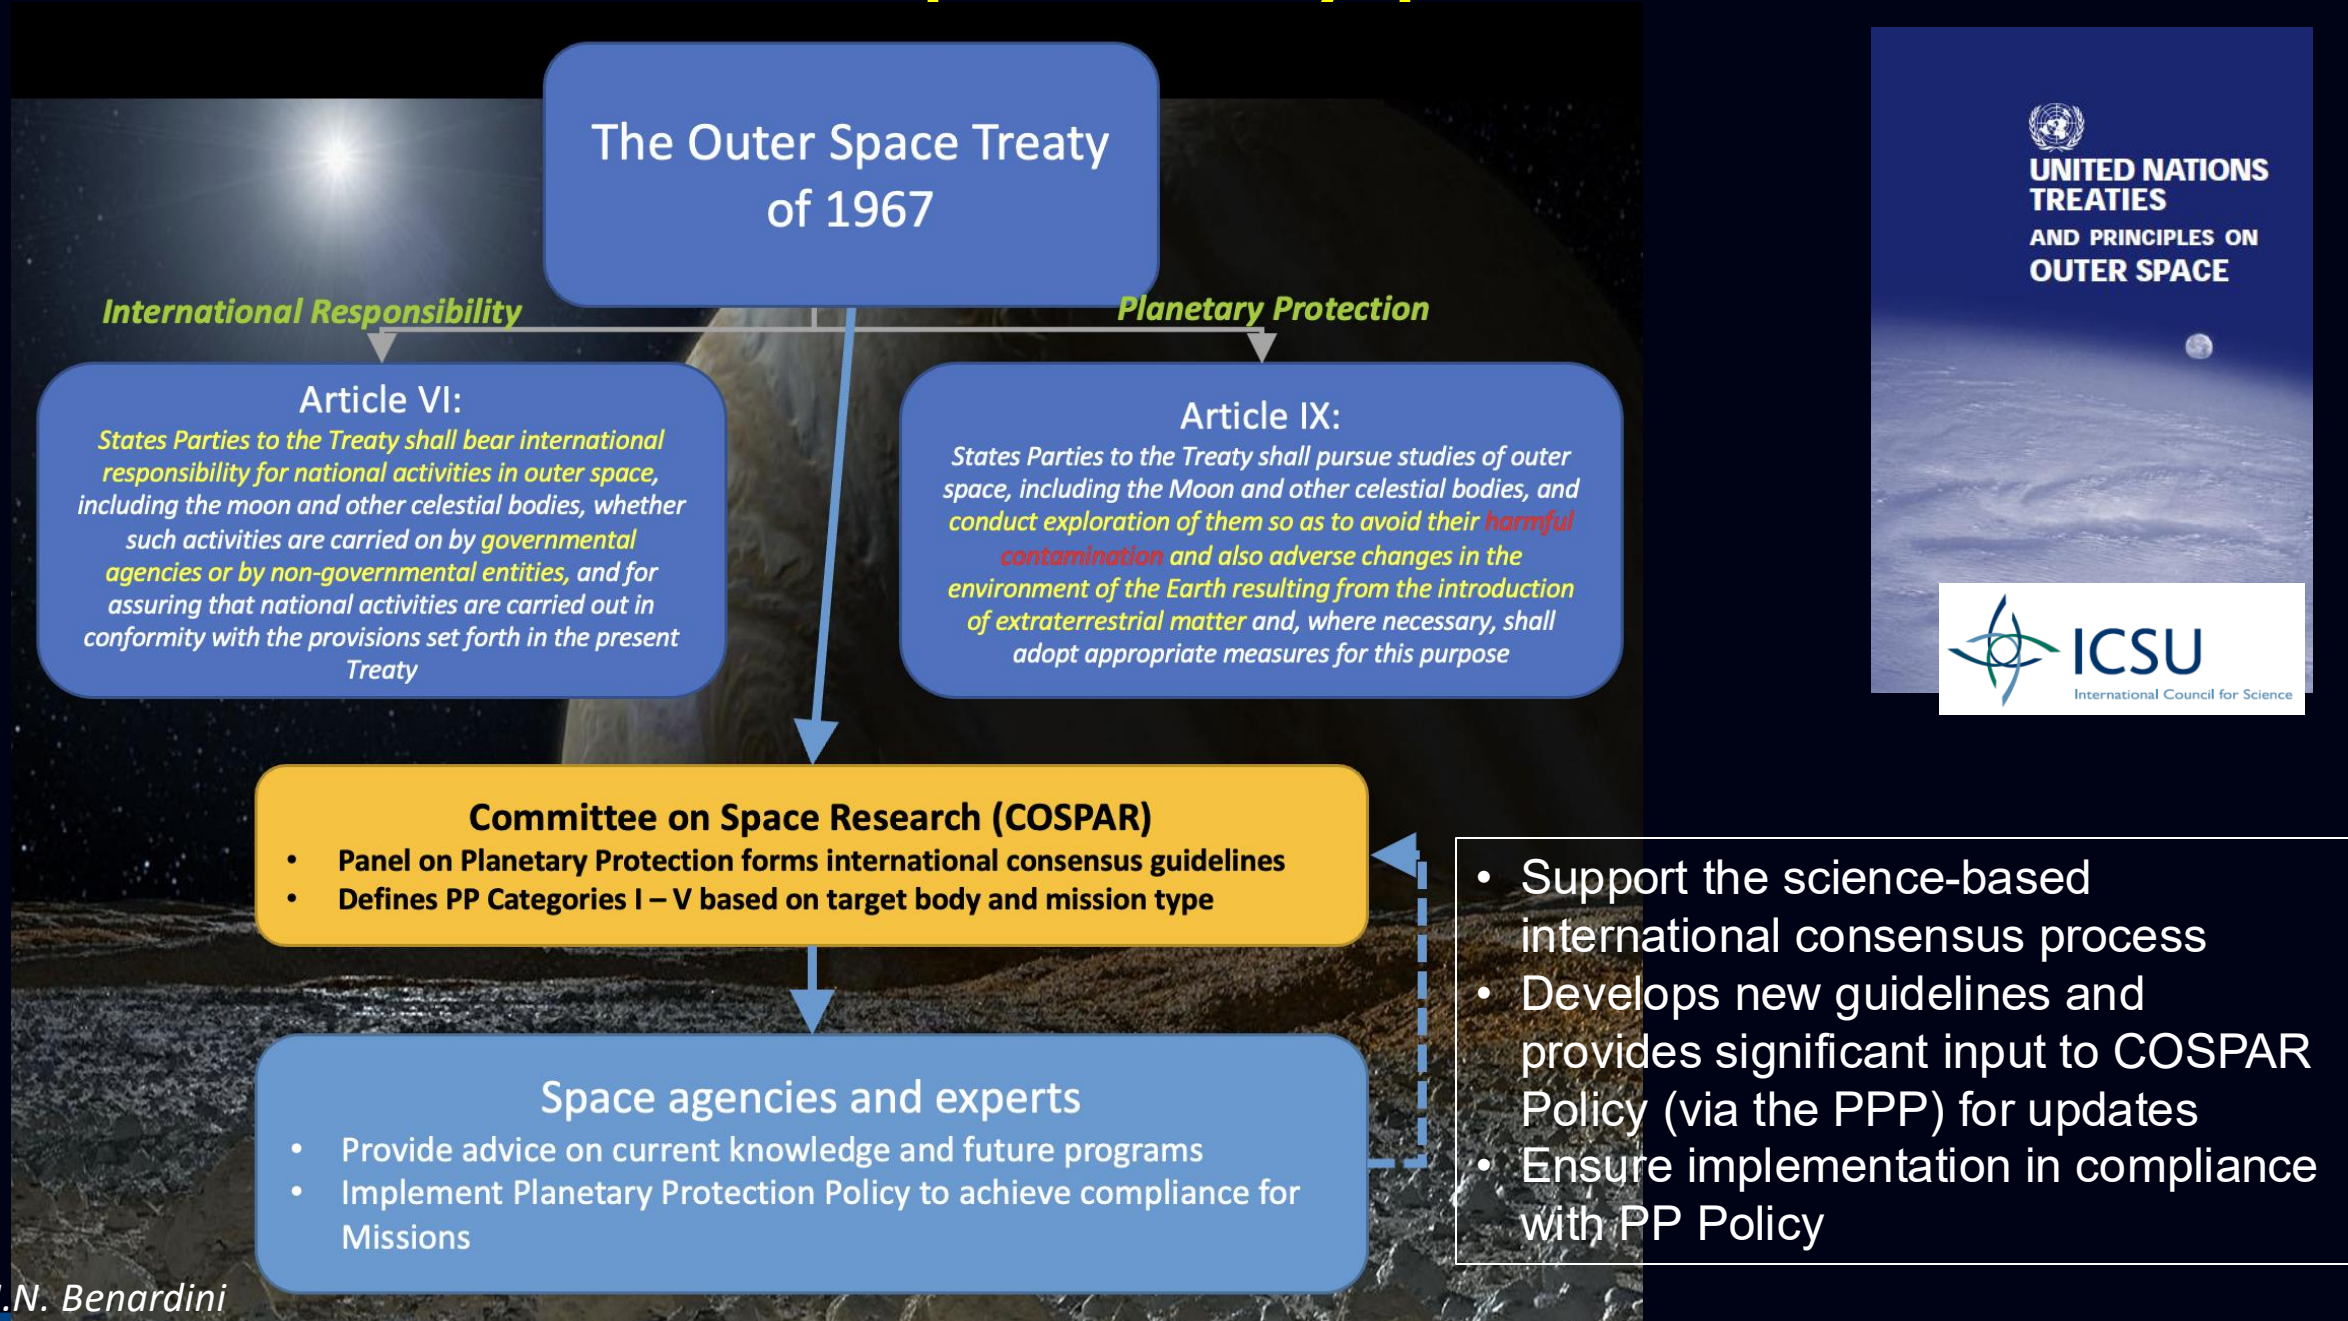 The Outer Space Treaty
of 1967
International Responsibility
Planetary Protection
Article VI:
States Parties to the Treaty shall bear international
responsibility for national activities in outer space,
including the moon and other celestial bodies, whether
such activities are carried on by governmental
agencies or by non-governmental entities, and for
assuring that national activities are carried out in
conformity with the provisions set forth in the present
Treaty
Article IX:
States Parties to the Treaty shall pursue studies of outer
space, including the Moon and other celestial bodies, and
conduct exploration of them so as to avoid their harmful
contamination and also adverse changes in the
environment of the Earth resulting from the introduction
of extraterrestrial matter and, where necessary, shall
adopt appropriate measures for this purpose
UNITED NATIONS
TREATIES
AND PRINCIPLES ON
OUTER SPACE
ICSU
International Council for Science
Committee on Space Research (COSPAR)
• Panel on Planetary Protection forms international consensus guidelines
• Defines PP Categories I – V based on target body and mission type
Space agencies and experts
• Provide advice on current knowledge and future programs
• Implement Planetary Protection Policy to achieve compliance for
Missions
• Support the science-based
international consensus process
• Develops new guidelines and
provides significant input to COSPAR
Policy (via the PPP) for updates
• Ensure implementation in compliance
with PP Policy
.N. Benardini